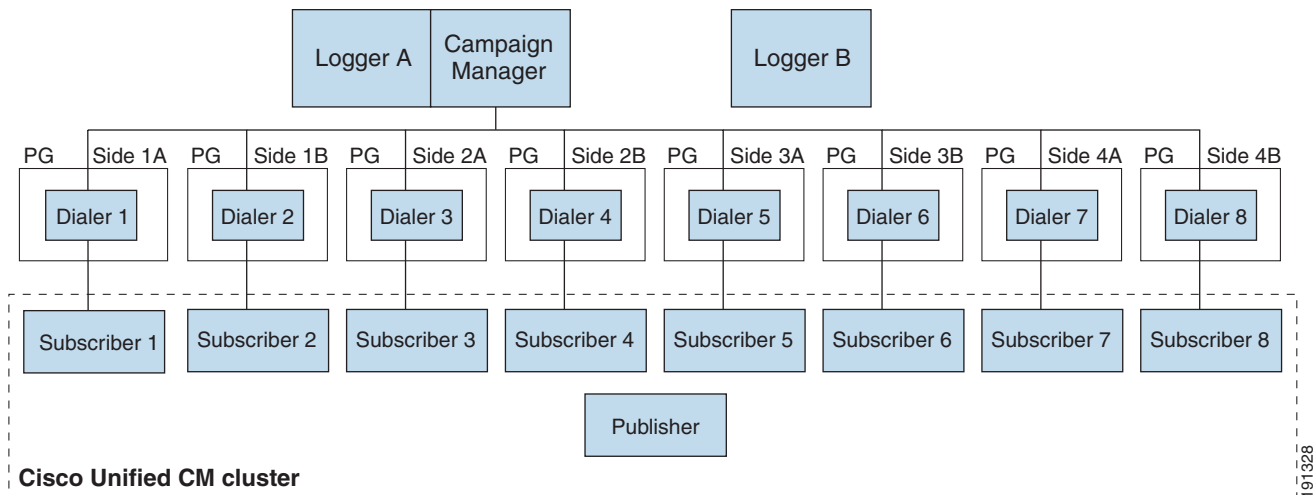 Logger A
Campaign
Manager
Logger B
PG Side 1A PG Side 1B PG Side 2A PG Side 2B PG Side 3A PG Side 3B PG Side 4A PG Side 4B
Dialer 1 Dialer 2 Dialer 3 Dialer 4 Dialer 5 Dialer 6 Dialer 7 Dialer 8
Subscriber 1 Subscriber 2 Subscriber 3 Subscriber 4 Subscriber 5 Subscriber 6 Subscriber 7 Subscriber 8
Publisher
Cisco Unified CM cluster
191328